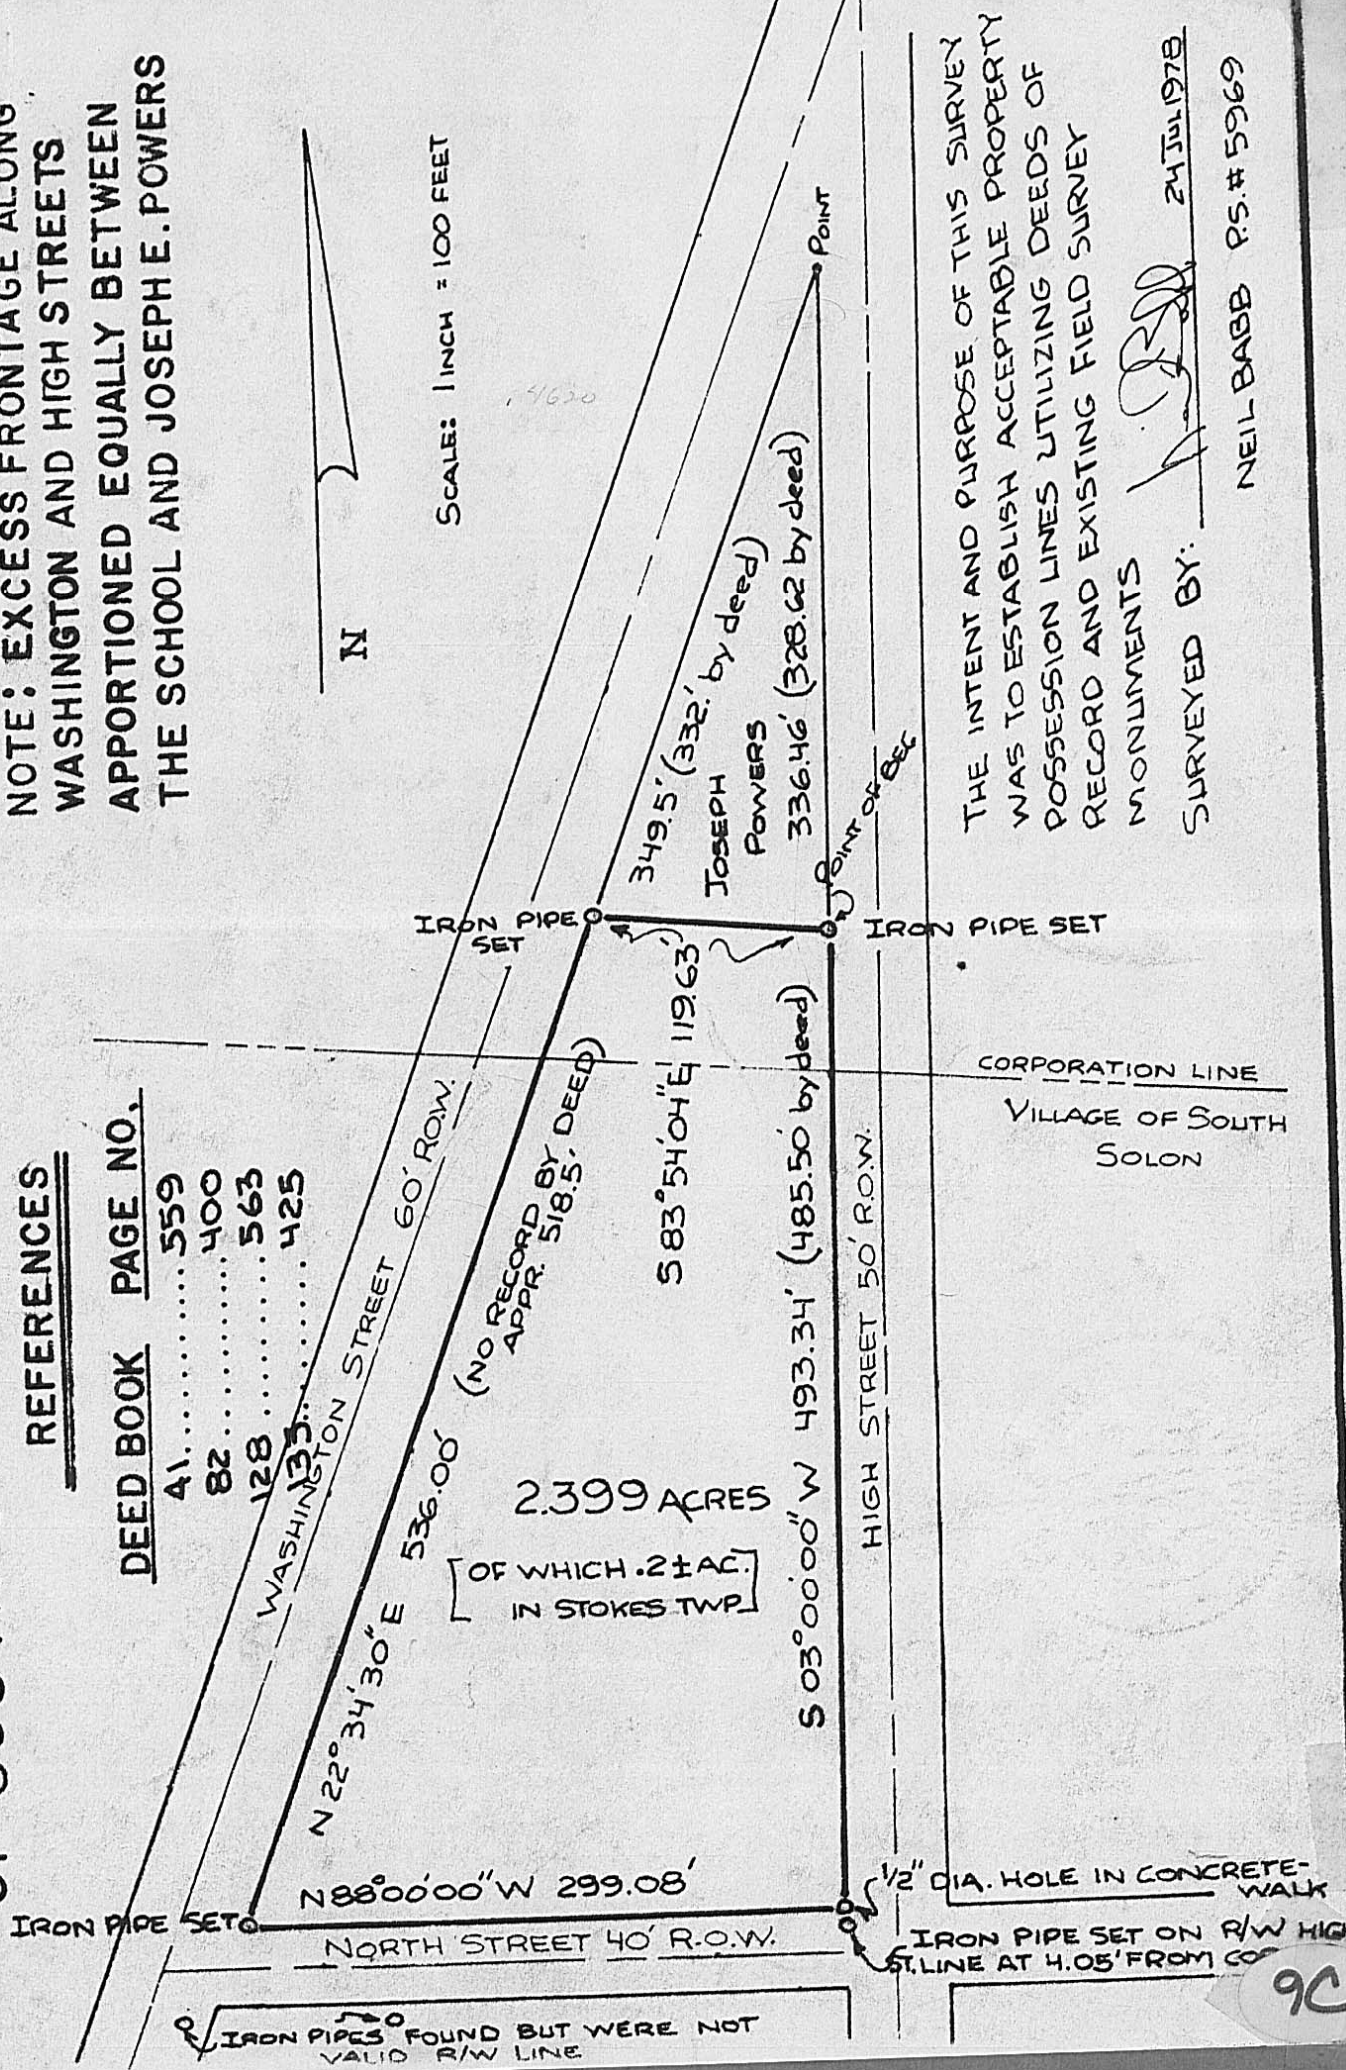 NOTE: EXCESS FRONTAGE ALONG
WASHINGTON AND HIGH STREETS
APPORTIONED EQUALLY BETWEEN
THE SCHOOL AND JOSEPH E. POWERS
N
SCALE: 1 INCH = 100 FEET
.4620
REFERENCES
DEED BOOK PAGE NO.
41..........559
82..........400
128..........563
133..........425
WASHINGTON STREET 60' R.O.W.
IRON PIPE
SET
349.5' (332.' by deed)
JOSEPH
POWERS
336.46' (328.62 by deed)
POINT
POINT OF BEG
IRON PIPE SET
S 83°54'04"E 119.63'
N 22°34'30"E 536.00'
(NO RECORD BY
APPR. 518.5, DEED)
2.399 ACRES
[OF WHICH .2± AC.
IN STOKES TWP]
S 03°00'00" W 493.34' (485.50 by deed)
HIGH STREET 50' R.O.W.
CORPORATION LINE
VILLAGE OF SOUTH
SOLON
N88°00'00"W 299.08'
IRON PIPE SET
NORTH STREET 40' R.O.W.
1/2" DIA. HOLE IN CONCRETE-
WALK
IRON PIPE SET ON R/W HIG
ST. LINE AT 4.05' FROM
IRON PIPES FOUND BUT WERE NOT
VALID R/W LINE
THE INTENT AND PURPOSE OF THIS SURVEY
WAS TO ESTABLISH ACCEPTABLE PROPERTY
POSSESSION LINES UTILIZING DEEDS OF
RECORD AND EXISTING FIELD SURVEY
MONUMENTS
SURVEYED BY: 24 JUL 1978
NEIL BABB P.S.# 5969
9C